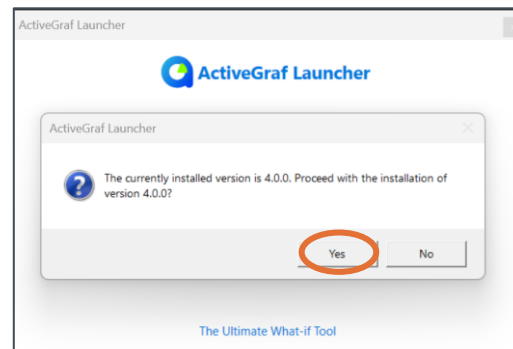 ActiveGraf Launcher
ActiveGraf Launcher
ActiveGraf Launcher
The currently installed version is 4.0.0. Proceed with the installation of
version 4.0.0?
Yes
No
The Ultimate What-if Tool